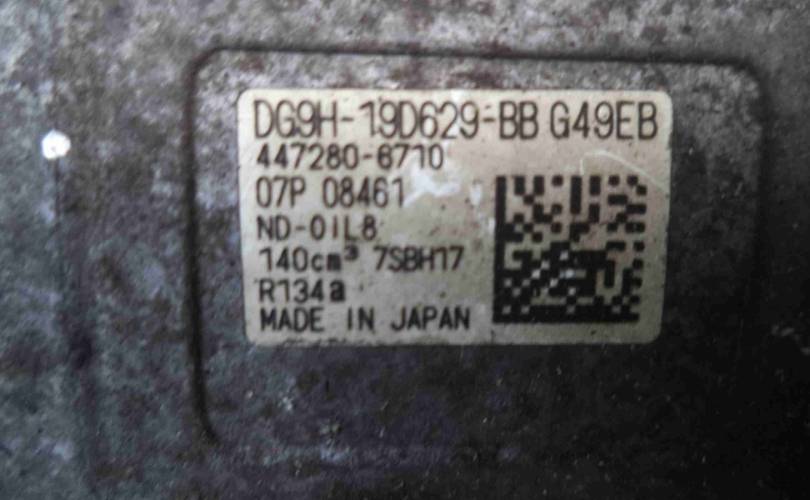 DG9H-19D629-BB G49EB
447280-6710
07P 08461
ND-OIL8
140cm³ 7SBH17
R134a
MADE IN JAPAN